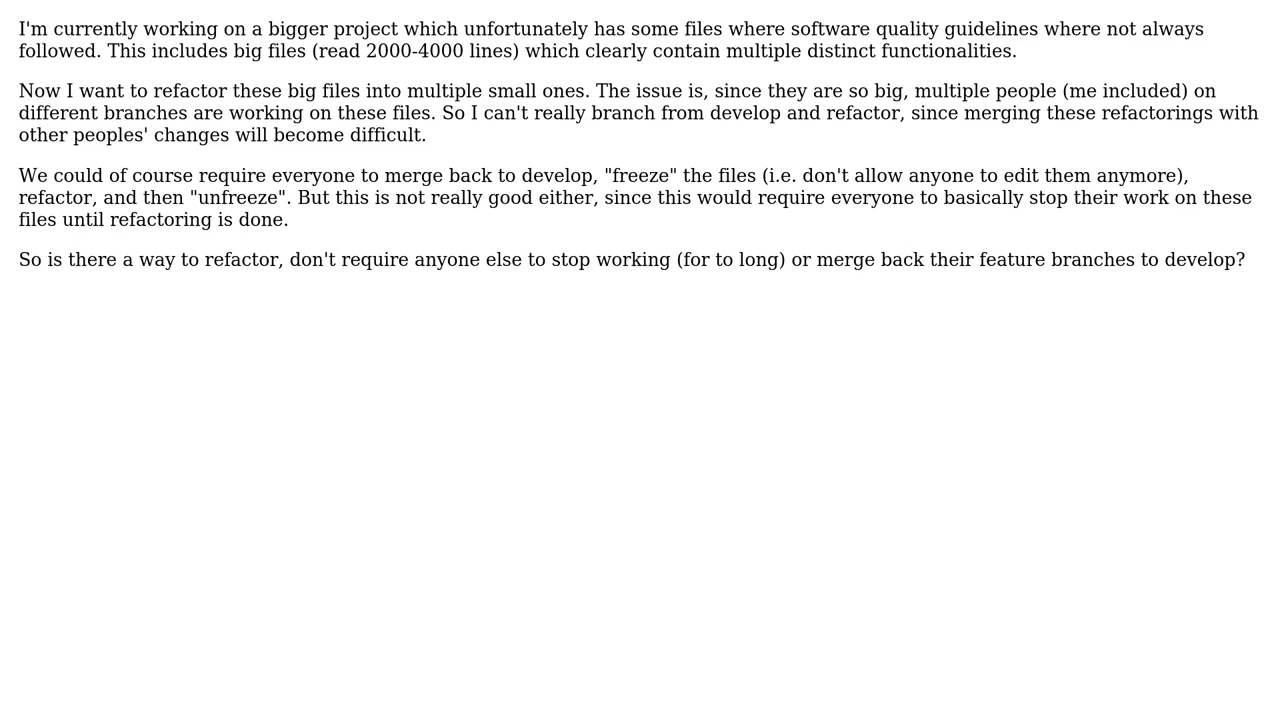 I'm currently working on a bigger project which unfortunately has some files where software quality guidelines where not always
followed. This includes big files (read 2000-4000 lines) which clearly contain multiple distinct functionalities.
Now I want to refactor these big files into multiple small ones. The issue is, since they are so big, multiple people (me included) on
different branches are working on these files. So I can't really branch from develop and refactor, since merging these refactorings with
other peoples' changes will become difficult.
We could of course require everyone to merge back to develop, "freeze" the files (i.e. don't allow anyone to edit them anymore),
refactor, and then "unfreeze". But this is not really good either, since this would require everyone to basically stop their work on these
files until refactoring is done.
So is there a way to refactor, don't require anyone else to stop working (for to long) or merge back their feature branches to develop?